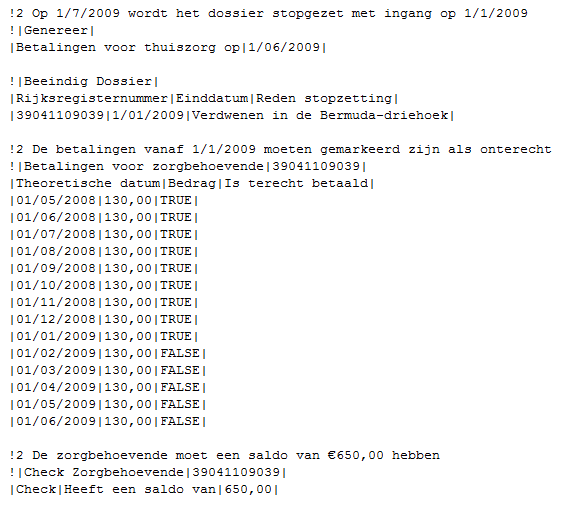 !2 Op 1/7/2009 wordt het dossier stopgezet met ingang op 1/1/2009
!|Genereer|
|Betalingen voor thuiszorg op|1/06/2009|
!|Beeindig Dossier|
|Rijksregisternummer|Einddatum|Reden stopzetting|
|39041109039|1/01/2009|Verdwenen in de Bermuda-driehoek|
!2 De betalingen vanaf 1/1/2009 moeten gemarkeerd zijn als onterecht
!|Betalingen voor zorgbehoevende|39041109039|
|Theoretische datum|Bedrag|Is terecht betaald|
|01/05/2008|130,00|TRUE|
|01/06/2008|130,00|TRUE|
|01/07/2008|130,00|TRUE|
|01/08/2008|130,00|TRUE|
|01/09/2008|130,00|TRUE|
|01/10/2008|130,00|TRUE|
|01/11/2008|130,00|TRUE|
|01/12/2008|130,00|TRUE|
|01/01/2009|130,00|TRUE|
|01/02/2009|130,00|FALSE|
|01/03/2009|130,00|FALSE|
|01/04/2009|130,00|FALSE|
|01/05/2009|130,00|FALSE|
|01/06/2009|130,00|FALSE|
!2 De zorgbehoevende moet een saldo van €650,00 hebben
!|Check Zorgbehoevende|39041109039|
|Check|Heeft een saldo van|650,00|